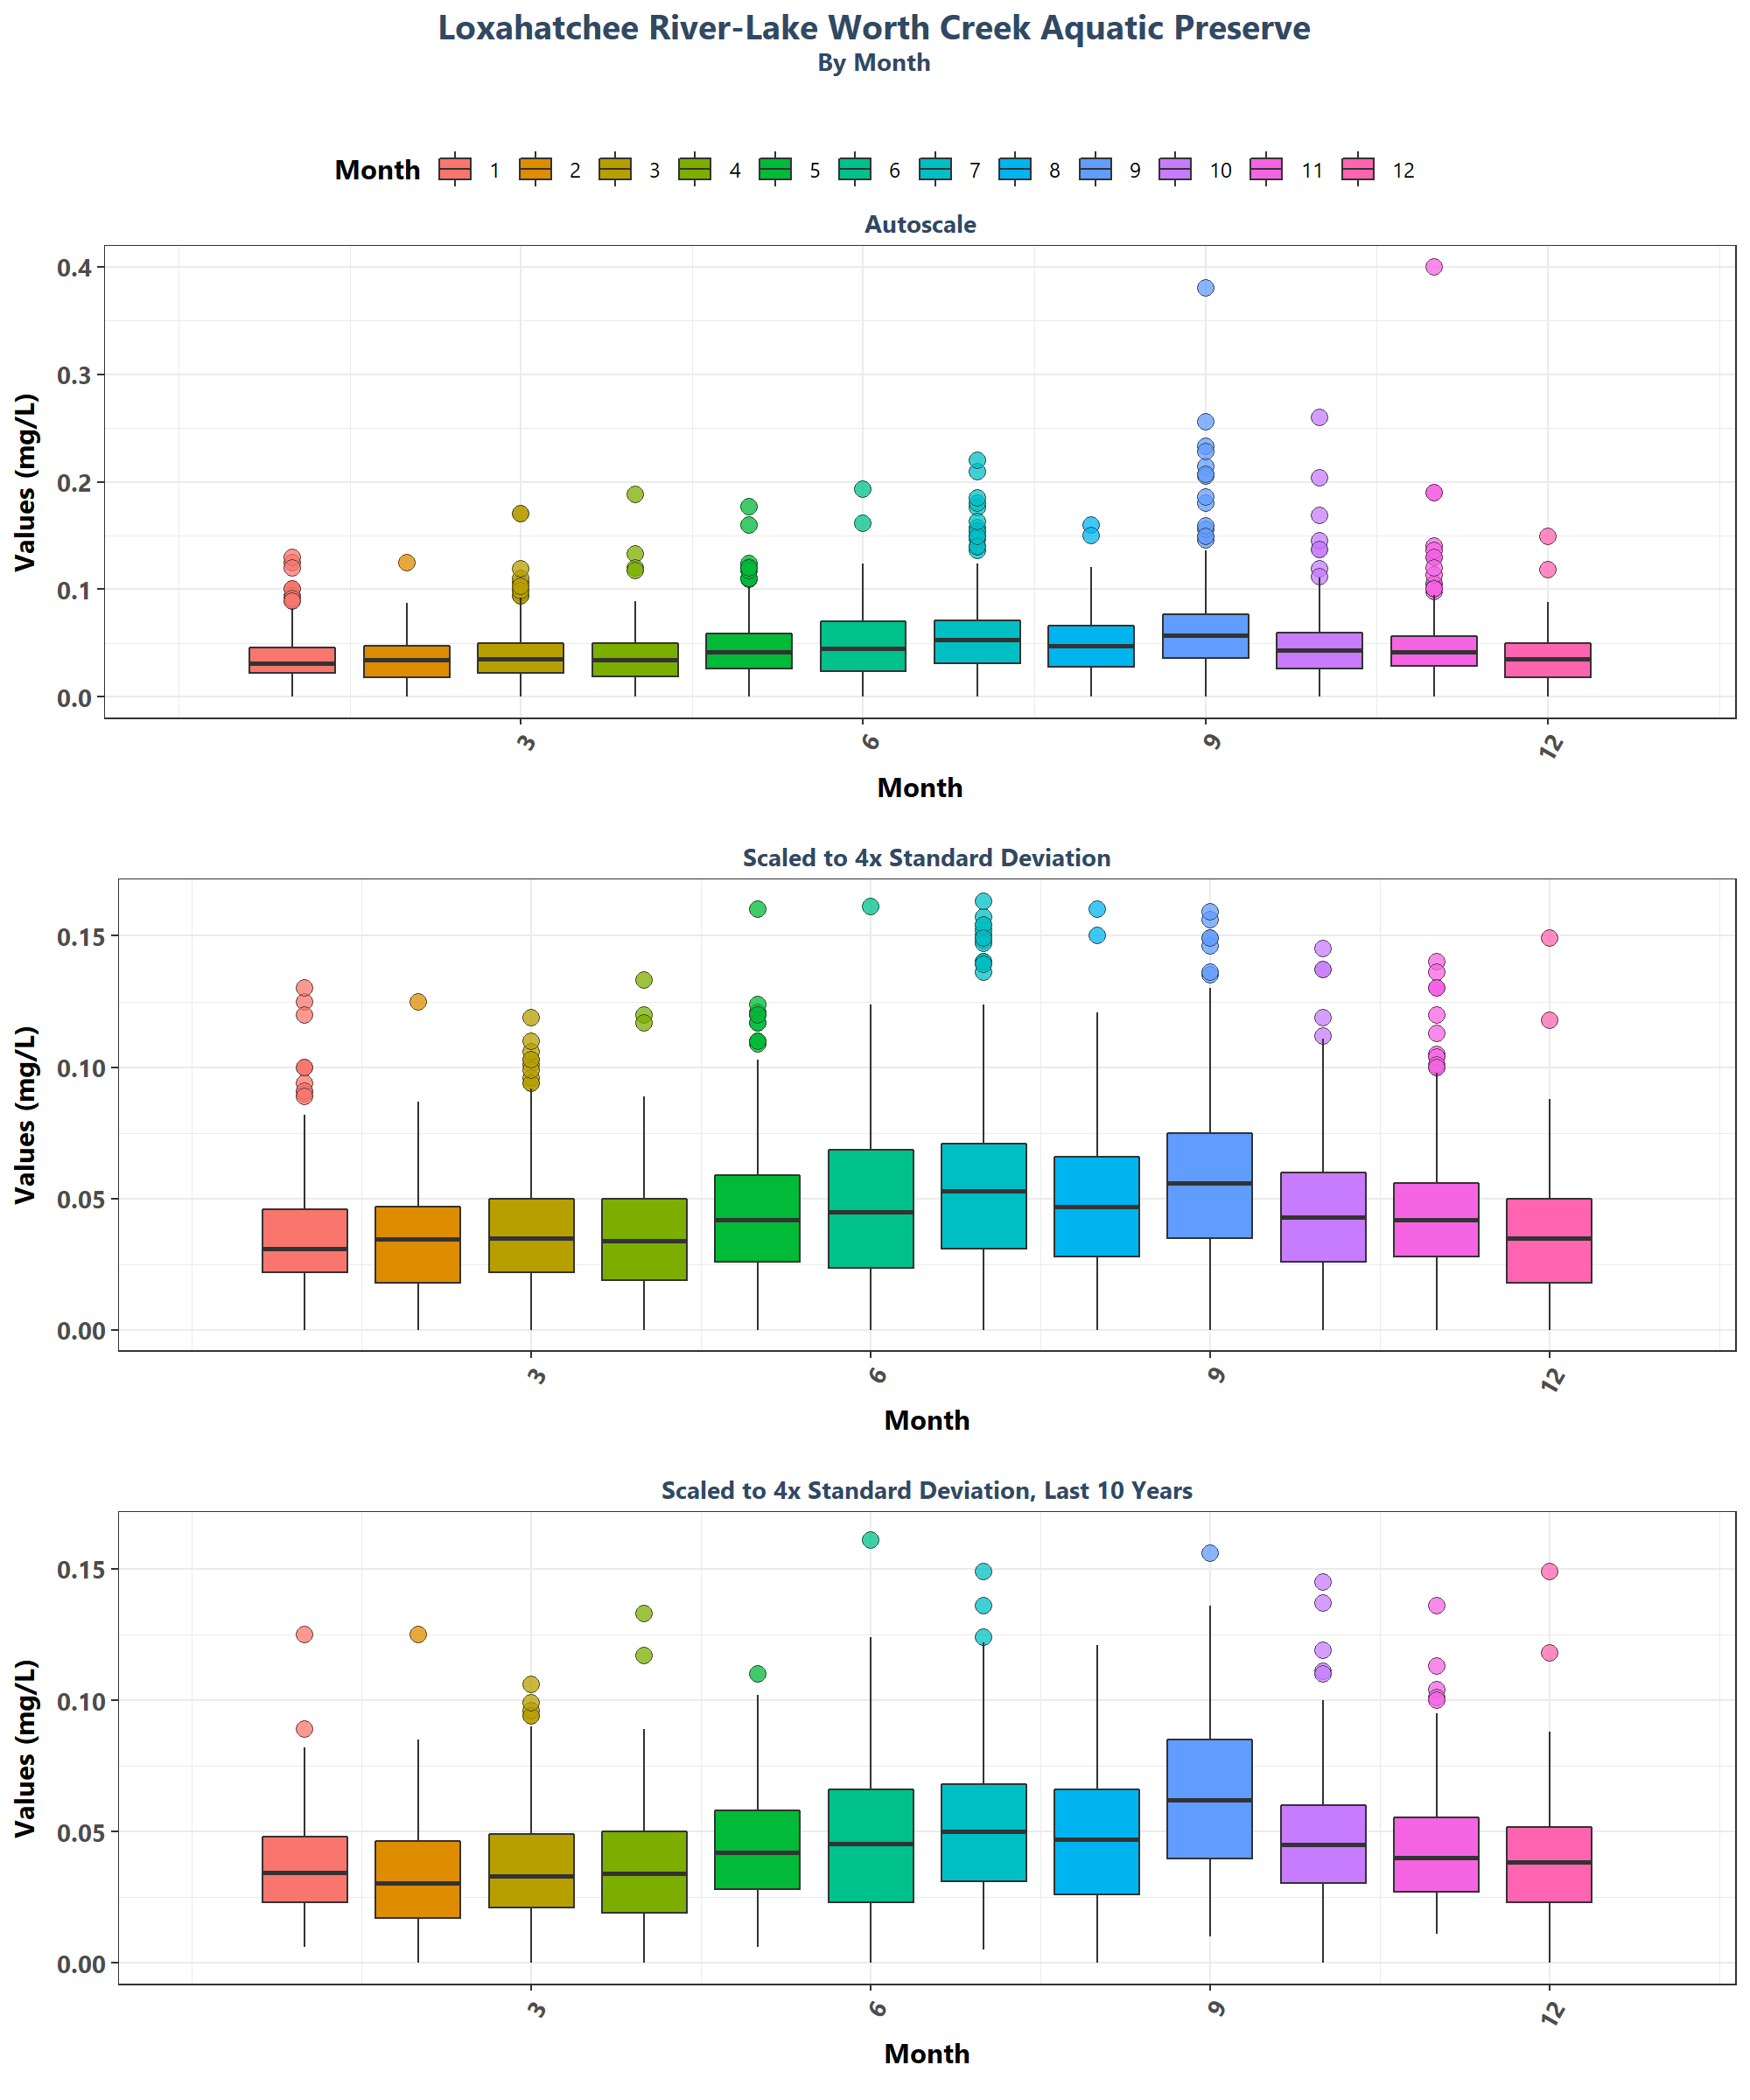 Loxahatchee River-Lake Worth Creek Aquatic Preserve
By Month
Month 1 2 3 4 5 6 7 8 9 10 11 12
Autoscale
Values (mg/L)
0.4
0.3
0.2
0.1
0.0
3 6 9 12
Month
Scaled to 4x Standard Deviation
Values (mg/L)
0.15
0.10
0.05
0.00
3 6 9 12
Month
Scaled to 4x Standard Deviation, Last 10 Years
Values (mg/L)
0.15
0.10
0.05
0.00
3 6 9 12
Month